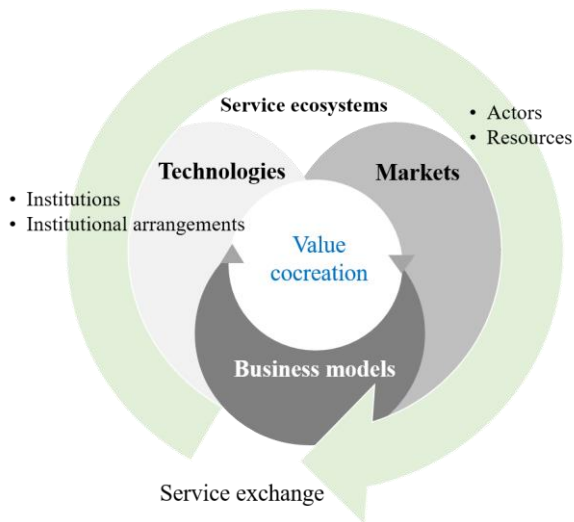 Service ecosystems
• Actors
• Resources
Technologies
Markets
• Institutions
• Institutional arrangements
Value
cocreation
Business models
Service exchange